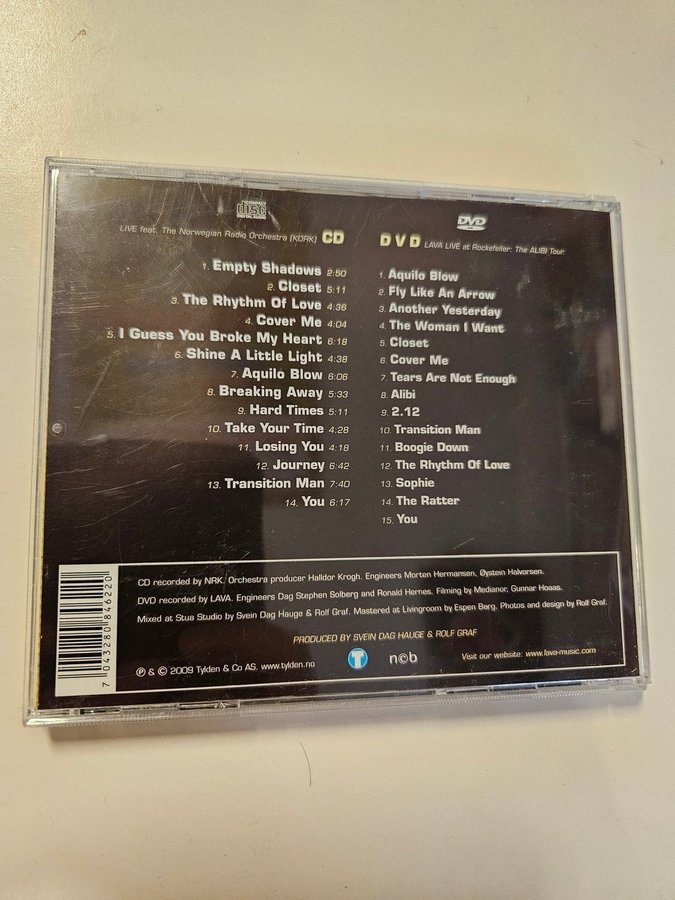 COMPACT
disc
DIGITAL AUDIO
LIVE feat. The Norwegian Radio Orchestra (KORK) CD
1. Empty Shadows 2:50
2. Closet 5:11
3. The Rhythm Of Love 4:36
4. Cover Me 4:04
5. I Guess You Broke My Heart 6:18
6. Shine A Little Light 4:38
7. Aquilo Blow 6:06
8. Breaking Away 5:33
9. Hard Times 5:11
10. Take Your Time 4:28
11. Losing You 4:18
12. Journey 6:42
13. Transition Man 7:40
14. You 6:17
DVD
DVD LAVA LIVE at Rockefeller: The ALIBI Tour.
1. Aquilo Blow
2. Fly Like An Arrow
3. Another Yesterday
4. The Woman I Want
5. Closet
6. Cover Me
7. Tears Are Not Enough
8. Alibi
9. 2.12
10. Transition Man
11. Boogie Down
12. The Rhythm Of Love
13. Sophie
14. The Ratter
15. You
CD recorded by NRK. Orchestra producer Halldor Krogh. Engineers Morten Hermansen, Øystein Halvorsen.
DVD recorded by LAVA. Engineers Dag Stephen Solberg and Ronald Hernes. Filming by Medianor, Gunnar Hoaas.
Mixed at Stua Studio by Svein Dag Hauge & Rolf Graf. Mastered at Livingroom by Espen Berg. Photos and design by Rolf Graf.
PRODUCED BY SVEIN DAG HAUGE & ROLF GRAF
℗ & © 2009 Tylden & Co AS. www.tylden.no
T
n©b
Visit our website: www.lava-music.com
7 043280 846220